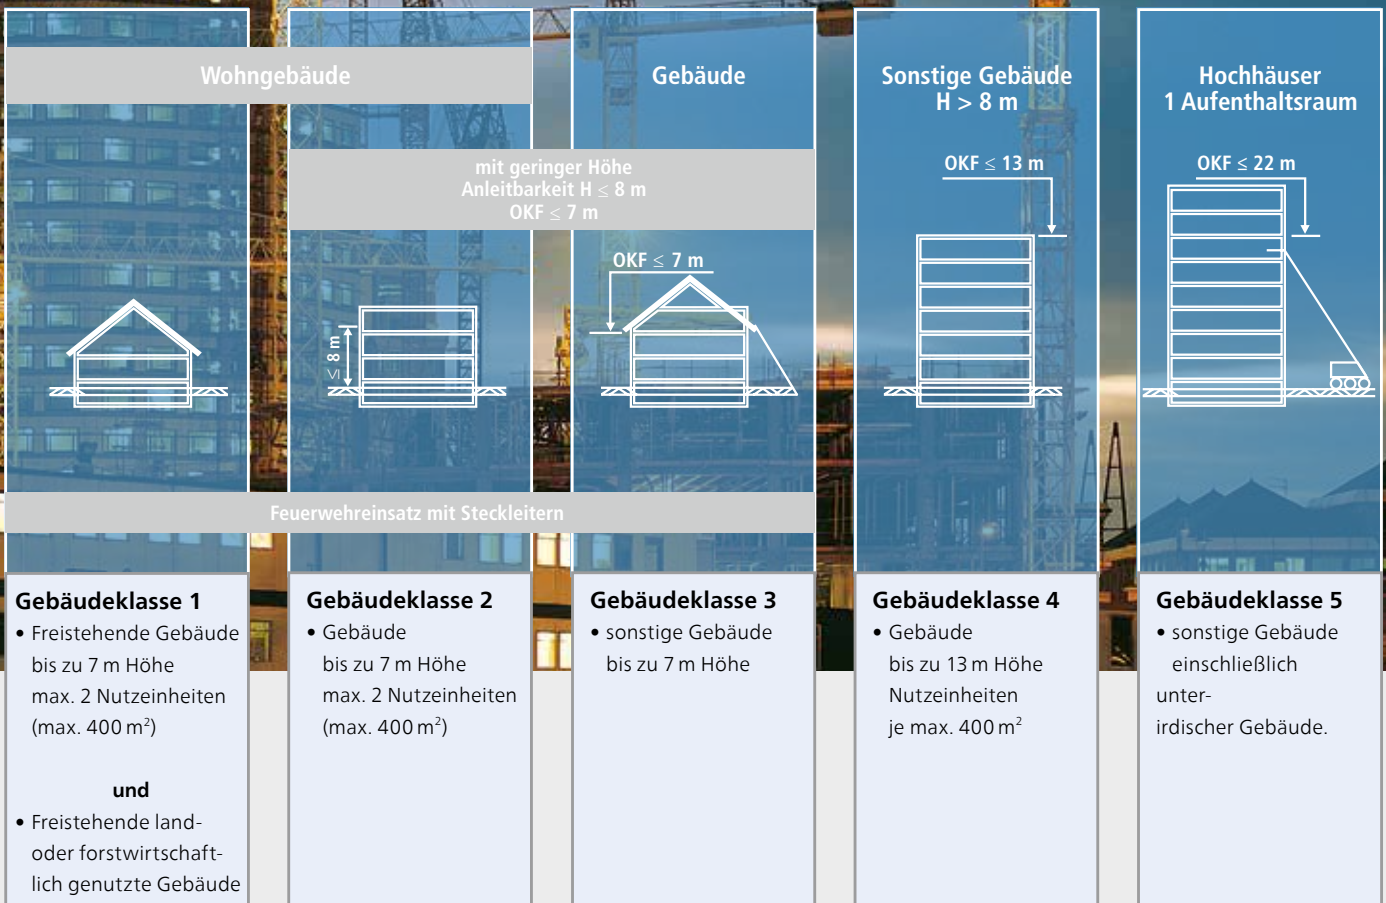 Wohngebäude
Gebäude
Sonstige Gebäude
H > 8 m
Hochhäuser
1 Aufenthaltsraum
mit geringer Höhe
Anleitbarkeit H ≤ 8 m
OKF ≤ 7 m
≤ 8 m
OKF ≤ 7 m
OKF ≤ 13 m
OKF ≤ 22 m
Feuerwehreinsatz mit Steckleitern
Gebäudeklasse 1
• Freistehende Gebäude
bis zu 7 m Höhe
max. 2 Nutzeinheiten
(max. 400 m²)
und
• Freistehende land-
oder forstwirtschaft-
lich genutzte Gebäude
Gebäudeklasse 2
• Gebäude
bis zu 7 m Höhe
max. 2 Nutzeinheiten
(max. 400 m²)
Gebäudeklasse 3
• sonstige Gebäude
bis zu 7 m Höhe
Gebäudeklasse 4
• Gebäude
bis zu 13 m Höhe
Nutzeinheiten
je max. 400 m²
Gebäudeklasse 5
• sonstige Gebäude
einschließlich
unter-
irdischer Gebäude.